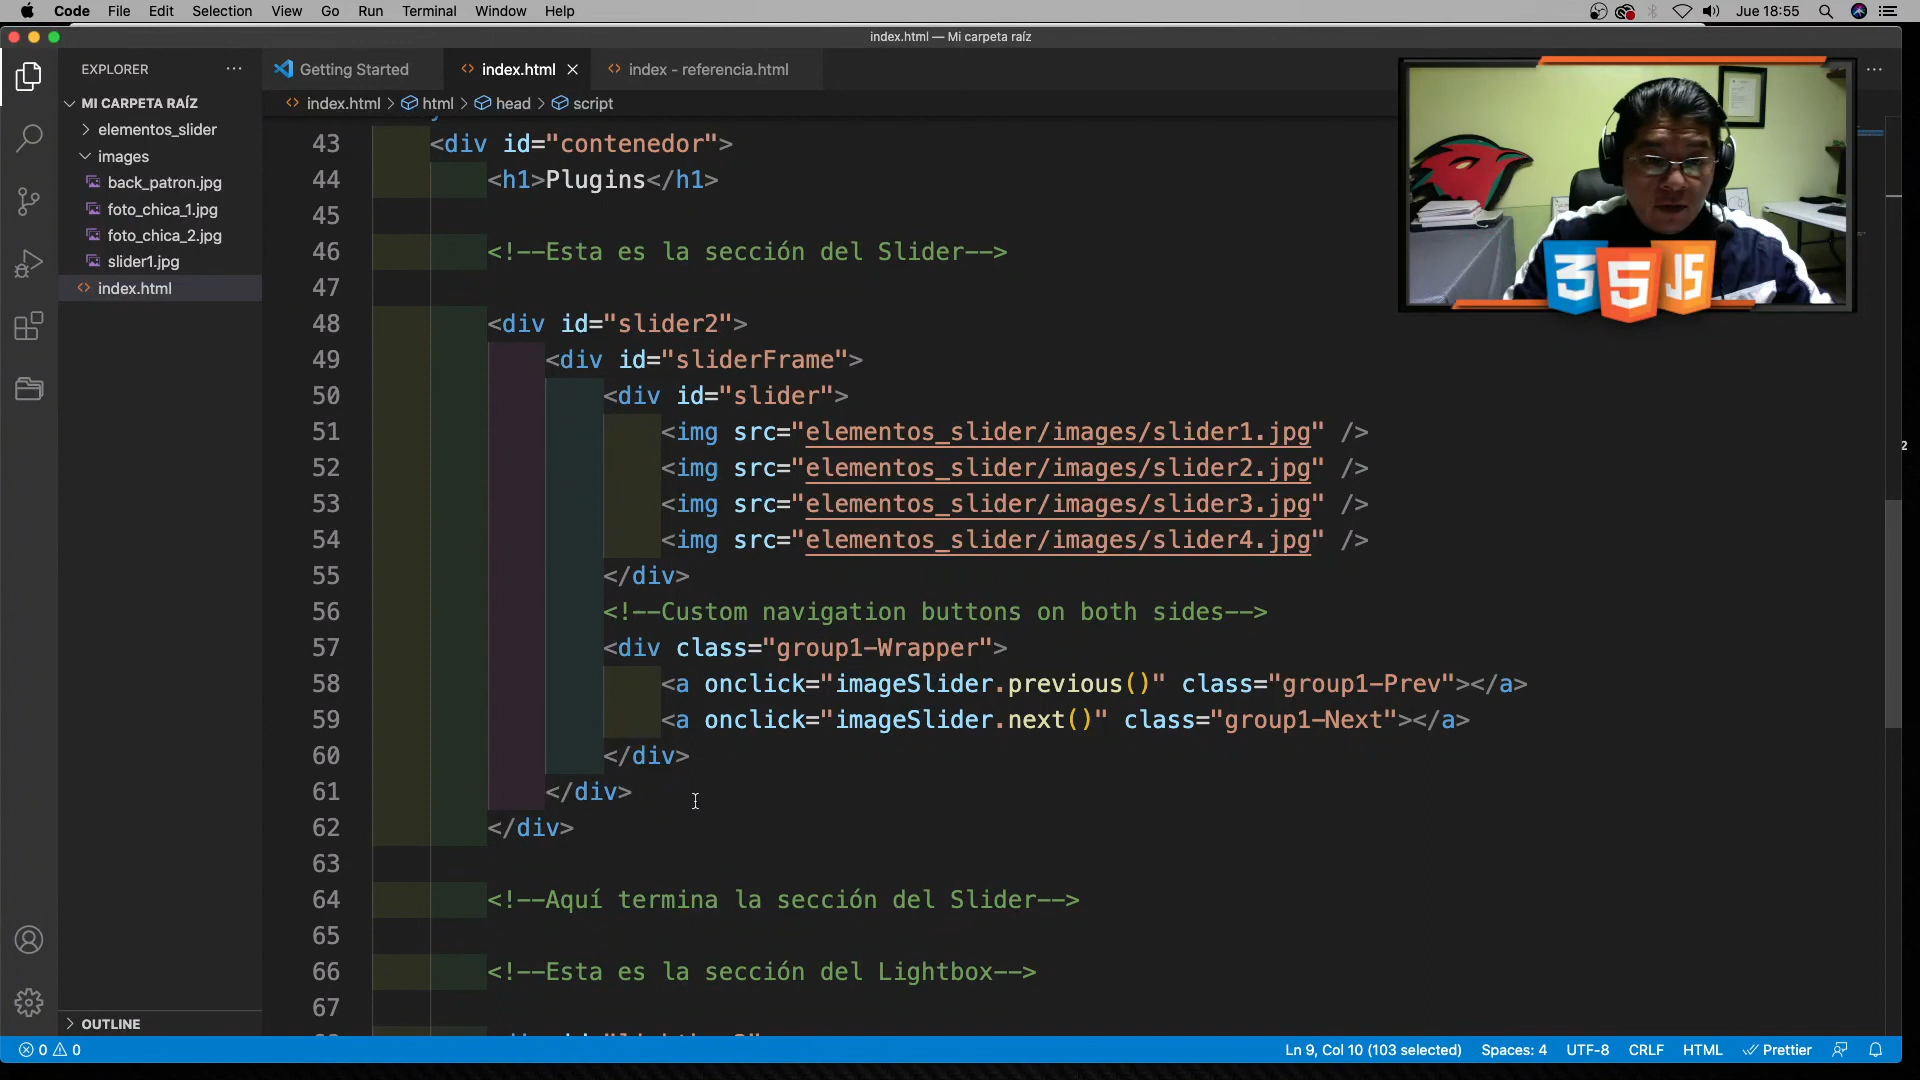 Code File Edit Selection View Go Run Terminal Window Help Jue 18:55
index.html — Mi carpeta raíz
EXPLORER
Getting Started
index.html
index - referencia.html
index.html > html > head > script
MI CARPETA RAÍZ
elementos_slider
images
back_patron.jpg
foto_chica_1.jpg
foto_chica_2.jpg
slider1.jpg
index.html
OUTLINE
43 <div id="contenedor">
44 <h1>Plugins</h1>
45
46 <!--Esta es la sección del Slider-->
47
48 <div id="slider2">
49 <div id="sliderFrame">
50 <div id="slider">
51 <img src="elementos_slider/images/slider1.jpg" />
52 <img src="elementos_slider/images/slider2.jpg" />
53 <img src="elementos_slider/images/slider3.jpg" />
54 <img src="elementos_slider/images/slider4.jpg" />
55 </div>
56 <!--Custom navigation buttons on both sides-->
57 <div class="group1-Wrapper">
58 <a onclick="imageSlider.previous()" class="group1-Prev"></a>
59 <a onclick="imageSlider.next()" class="group1-Next"></a>
60 </div>
61 </div>
62 </div>
63
64 <!--Aquí termina la sección del Slider-->
65
66 <!--Esta es la sección del Lightbox-->
67
3 5 JS
2
0 0 Ln 9, Col 10 (103 selected) Spaces: 4 UTF-8 CRLF HTML Prettier